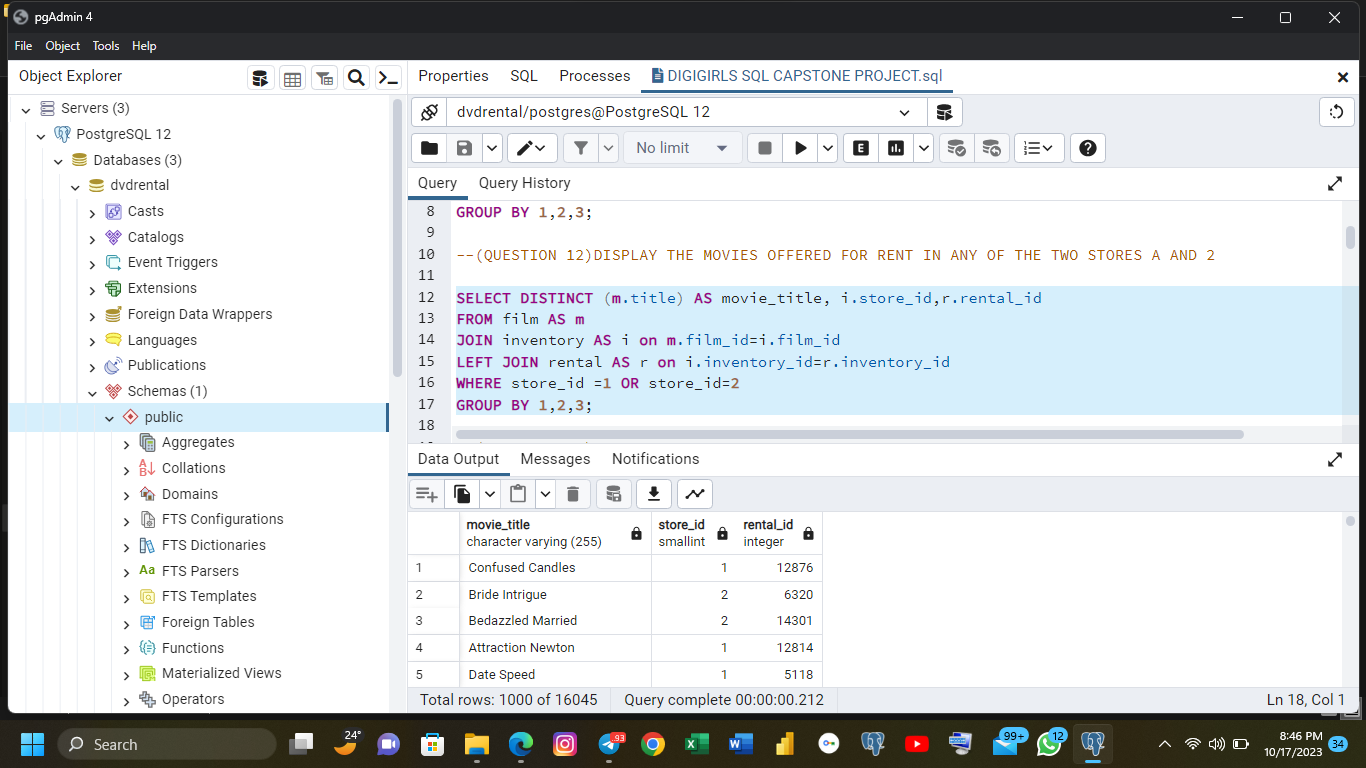 pgAdmin 4
File Object Tools Help
Object Explorer
Properties SQL Processes DIGIGIRLS SQL CAPSTONE PROJECT.sql
Servers (3)
PostgreSQL 12
Databases (3)
dvdrental
Casts
Catalogs
Event Triggers
Extensions
Foreign Data Wrappers
Languages
Publications
Schemas (1)
public
Aggregates
Collations
Domains
FTS Configurations
FTS Dictionaries
Aa FTS Parsers
FTS Templates
Foreign Tables
Functions
Materialized Views
Operators
dvdrental/postgres@PostgreSQL 12
No limit
E
Query Query History
8 GROUP BY 1,2,3;
9
10 --(QUESTION 12)DISPLAY THE MOVIES OFFERED FOR RENT IN ANY OF THE TWO STORES A AND 2
11
12 SELECT DISTINCT (m.title) AS movie_title, i.store_id,r.rental_id
13 FROM film AS m
14 JOIN inventory AS i on m.film_id=i.film_id
15 LEFT JOIN rental AS r on i.inventory_id=r.inventory_id
16 WHERE store_id =1 OR store_id=2
17 GROUP BY 1,2,3;
18
Data Output Messages Notifications
movie_title store_id rental_id
character varying (255) smallint integer
1 Confused Candles 1 12876
2 Bride Intrigue 2 6320
3 Bedazzled Married 2 14301
4 Attraction Newton 1 12814
5 Date Speed 1 5118
Total rows: 1000 of 16045 Query complete 00:00:00.212 Ln 18, Col 1
Search
24°
93
99+
12
8:46 PM
10/17/2023
34